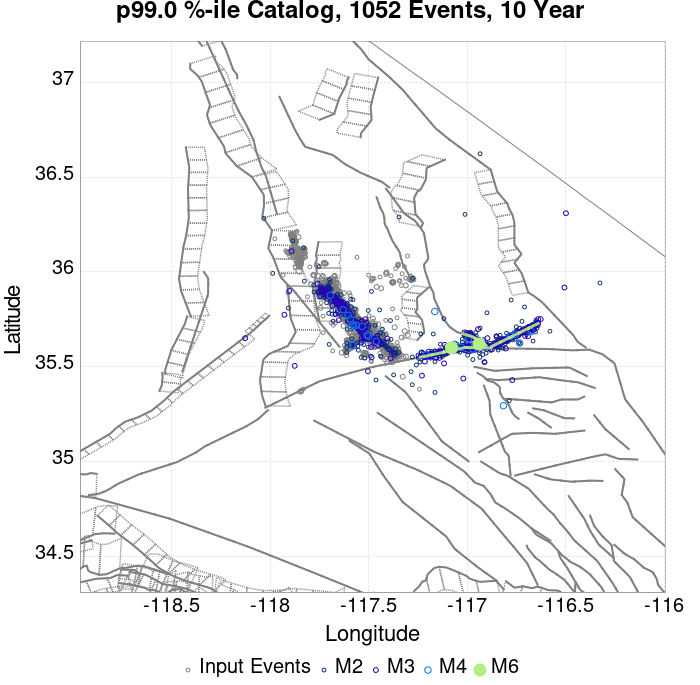 p99.0 %-ile Catalog, 1052 Events, 10 Year
37
36.5
36
35.5
35
34.5
Latitude
-118.5 -118 -117.5 -117 -116.5 -116
Longitude
Input Events M2 M3 M4 M6